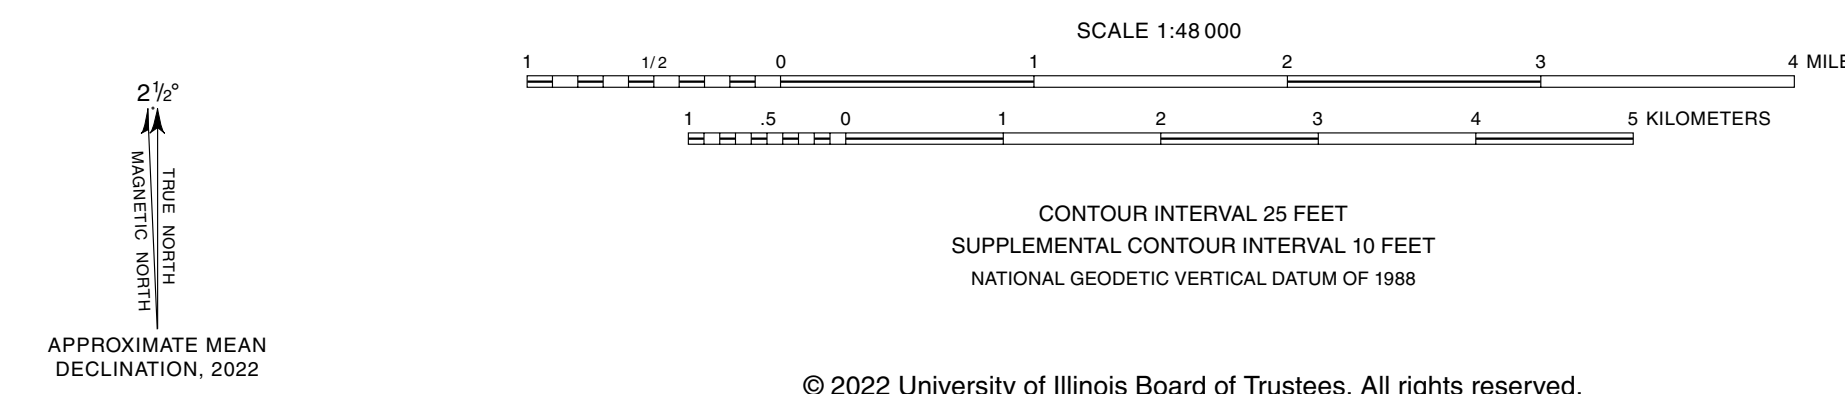 SCALE 1:48 000
1 1/2 0 1 2 3 4 MILE
1 .5 0 1 2 3 4 5 KILOMETERS
CONTOUR INTERVAL 25 FEET
SUPPLEMENTAL CONTOUR INTERVAL 10 FEET
NATIONAL GEODETIC VERTICAL DATUM OF 1988
2 1/2°
MAGNETIC NORTH
TRUE NORTH
APPROXIMATE MEAN
DECLINATION, 2022
© 2022 University of Illinois Board of Trustees. All rights reserved.